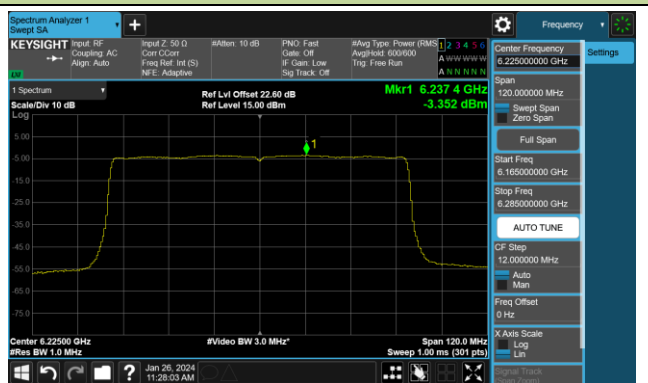 Spectrum Analyzer 1
Swept SA
+
Frequency
KEYSIGHT
Input: RF
Coupling: AC
Align: Auto
Input Z: 50 Ω
Corr CCorr
Freq Ref: Int (S)
NFE: Adaptive
#Atten: 10 dB
PNO: Fast
Gate: Off
IF Gain: Low
Sig Track: Off
#Avg Type: Power (RMS
Avg|Hold: 600/600
Trig: Free Run
1 2 3 4 5 6
A W W W W W
A N N N N N
1 Spectrum
Scale/Div 10 dB
Log
Ref Lvl Offset 22.60 dB
Ref Level 15.00 dBm
Mkr1 6.237 4 GHz
-3.352 dBm
1
5.00
-5.00
-15.0
-25.0
-35.0
-45.0
-55.0
-65.0
-75.0
Center 6.22500 GHz
#Res BW 1.0 MHz
#Video BW 3.0 MHz*
Span 120.0 MHz
Sweep 1.00 ms (301 pts)
Center Frequency
6.225000000 GHz
Settings
Span
120.000000 MHz
Swept Span
Zero Span
Full Span
Start Freq
6.165000000 GHz
Stop Freq
6.285000000 GHz
AUTO TUNE
CF Step
12.000000 MHz
Auto
Man
Freq Offset
0 Hz
X Axis Scale
Log
Lin
Signal Track
(Span Zoom)
?
Jan 26, 2024
11:28:03 AM